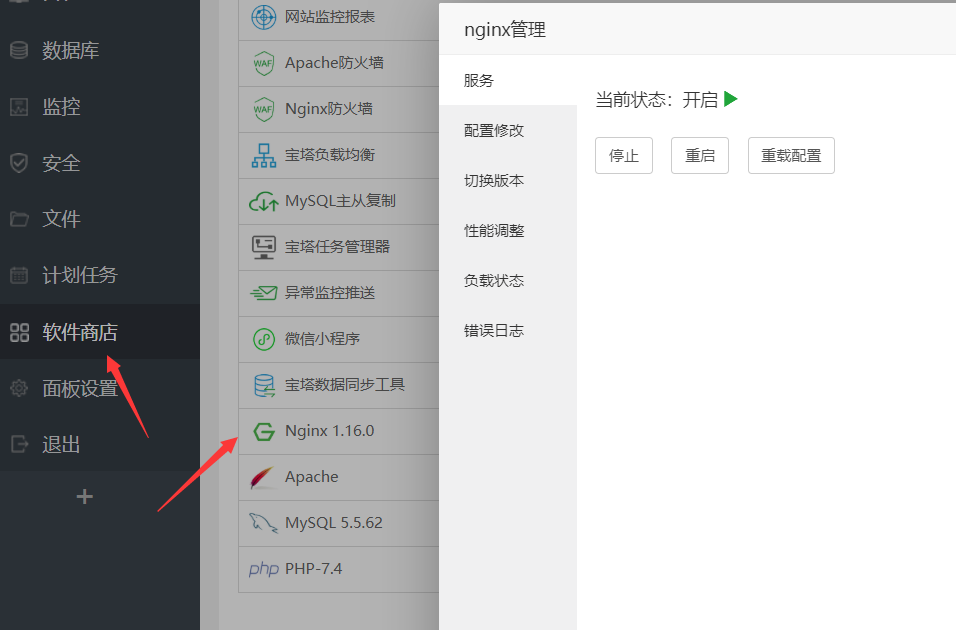 数据库
监控
安全
文件
计划任务
软件商店
面板设置
退出
网站监控报表
WAF Apache防火墙
WAF Nginx防火墙
宝塔负载均衡
MySQL主从复制
宝塔任务管理器
异常监控推送
微信小程序
宝塔数据同步工具
Nginx 1.16.0
Apache
MySQL 5.5.62
php PHP-7.4
nginx管理
服务
配置修改
切换版本
性能调整
负载状态
错误日志
当前状态：开启
停止 重启 重载配置